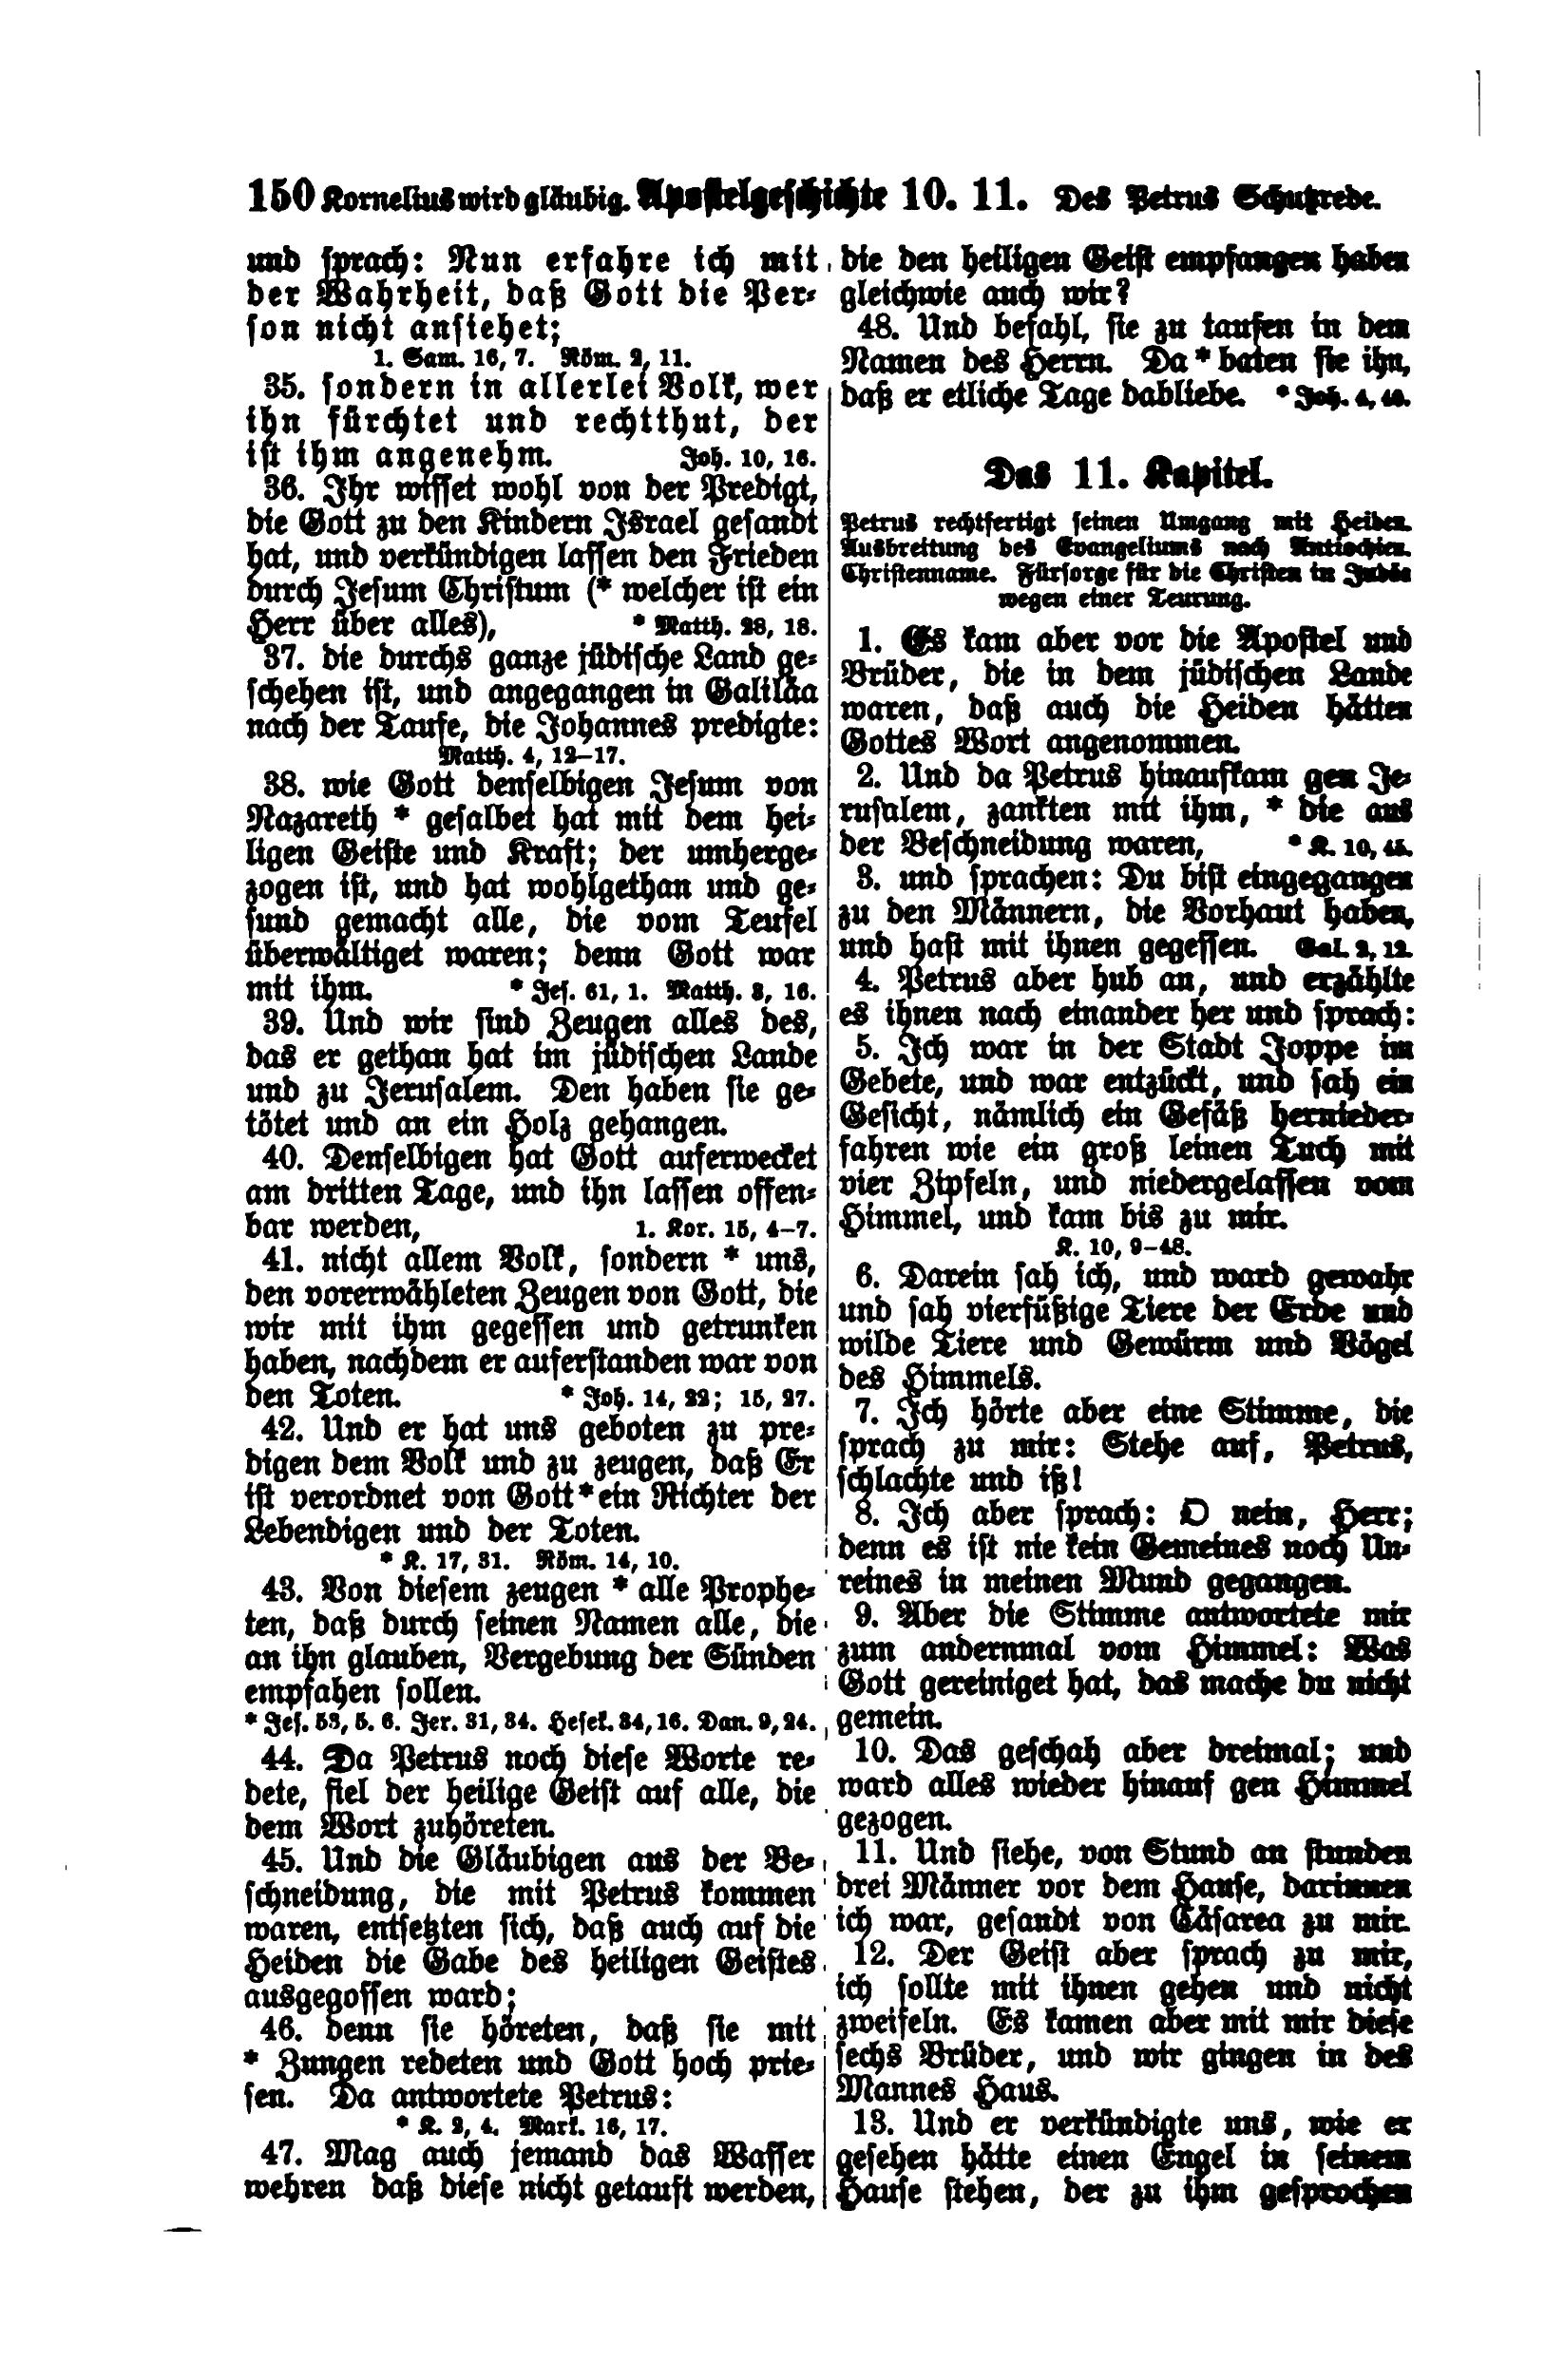 150 Kornelius wird gläubig. Apostelgeschichte 10. 11. Des Petrus Schutzrede.
und sprach: Nun erfahre ich mit
der Wahrheit, daß Gott die Per-
son nicht ansiehet;
1. Sam. 16, 7. Röm. 2, 11.
35. sondern in allerlei Volk, wer
ihn fürchtet und rechtthut, der
ist ihm angenehm. Joh. 10, 16.
36. Ihr wisset wohl von der Predigt,
die Gott zu den Kindern Israel gesandt
hat, und verkündigen lassen den Frieden
durch Jesum Christum (* welcher ist ein
Herr über alles), * Matth. 28, 18.
37. die durchs ganze jüdische Land ge-
schehen ist, und angegangen in Galiläa
nach der Taufe, die Johannes predigte:
Matth. 4, 12–17.
38. wie Gott denselbigen Jesum von
Nazareth * gesalbet hat mit dem hei-
ligen Geiste und Kraft; der umherge-
zogen ist, und hat wohlgethan und ge-
sund gemacht alle, die vom Teufel
überwältiget waren; denn Gott war
mit ihm. * Jes. 61, 1. Matth. 3, 16.
39. Und wir sind Zeugen alles des,
das er gethan hat im jüdischen Lande
und zu Jerusalem. Den haben sie ge-
tötet und an ein Holz gehangen.
40. Denselbigen hat Gott auferwecket
am dritten Tage, und ihn lassen offen-
bar werden, 1. Kor. 15, 4–7.
41. nicht allem Volk, sondern * uns,
den vorerwähleten Zeugen von Gott, die
wir mit ihm gegessen und getrunken
haben, nachdem er auferstanden war von
den Toten. * Joh. 14, 22; 15, 27.
42. Und er hat uns geboten zu pre-
digen dem Volk und zu zeugen, daß Er
ist verordnet von Gott * ein Richter der
Lebendigen und der Toten.
* K. 17, 31. Röm. 14, 10.
43. Von diesem zeugen * alle Prophe-
ten, daß durch seinen Namen alle, die
an ihn glauben, Vergebung der Sünden
empfahen sollen.
* Jes. 53, 5. 6. Jer. 31, 34. Hesek. 34, 16. Dan. 9, 24.
44. Da Petrus noch diese Worte re-
dete, fiel der heilige Geist auf alle, die
dem Wort zuhöreten.
45. Und die Gläubigen aus der Be-
schneidung, die mit Petrus kommen
waren, entsetzten sich, daß auch auf die
Heiden die Gabe des heiligen Geistes
ausgegossen ward;
46. denn sie höreten, daß sie mit
* Zungen redeten und Gott hoch prie-
sen. Da antwortete Petrus:
* K. 2, 4. Mark. 16, 17.
47. Mag auch jemand das Wasser
wehren daß diese nicht getauft werden,
die den heiligen Geist empfangen haben
gleichwie auch wir?
48. Und befahl, sie zu taufen in dem
Namen des Herrn. Da * baten sie ihn,
daß er etliche Tage dabliebe. * Joh. 4, 40.
Das 11. Kapitel.
Petrus rechtfertigt seinen Umgang mit Heiden.
Ausbreitung des Evangeliums nach Antiochien.
Christenname. Fürsorge für die Christen in Judäa
wegen einer Teurung.
1. Es kam aber vor die Apostel und
Brüder, die in dem jüdischen Lande
waren, daß auch die Heiden hätten
Gottes Wort angenommen.
2. Und da Petrus hinaufkam gen Je-
rusalem, zankten mit ihm, * die aus
der Beschneidung waren, * K. 10, 45.
3. und sprachen: Du bist eingegangen
zu den Männern, die Vorhaut haben,
und hast mit ihnen gegessen. Gal. 2, 12.
4. Petrus aber hub an, und erzählte
es ihnen nach einander her und sprach:
5. Ich war in der Stadt Joppe im
Gebete, und war entzückt, und sah ein
Gesicht, nämlich ein Gefäß hernieder-
fahren wie ein groß leinen Tuch mit
vier Zipfeln, und niedergelassen vom
Himmel, und kam bis zu mir.
K. 10, 9–48.
6. Darein sah ich, und ward gewahr
und sah vierfüßige Tiere der Erde und
wilde Tiere und Gewürm und Vögel
des Himmels.
7. Ich hörte aber eine Stimme, die
sprach zu mir: Stehe auf, Petrus,
schlachte und iß!
8. Ich aber sprach: O nein, Herr;
denn es ist nie kein Gemeines noch Un-
reines in meinen Mund gegangen.
9. Aber die Stimme antwortete mir
zum andernmal vom Himmel: Was
Gott gereiniget hat, das mache du nicht
gemein.
10. Das geschah aber dreimal; und
ward alles wieder hinauf gen Himmel
gezogen.
11. Und siehe, von Stund an stunden
drei Männer vor dem Hause, darinnen
ich war, gesandt von Cäsarea zu mir.
12. Der Geist aber sprach zu mir,
ich sollte mit ihnen gehen und nicht
zweifeln. Es kamen aber mit mir diese
sechs Brüder, und wir gingen in des
Mannes Haus.
13. Und er verkündigte uns, wie er
gesehen hätte einen Engel in seinem
Hause stehen, der zu ihm gesprochen